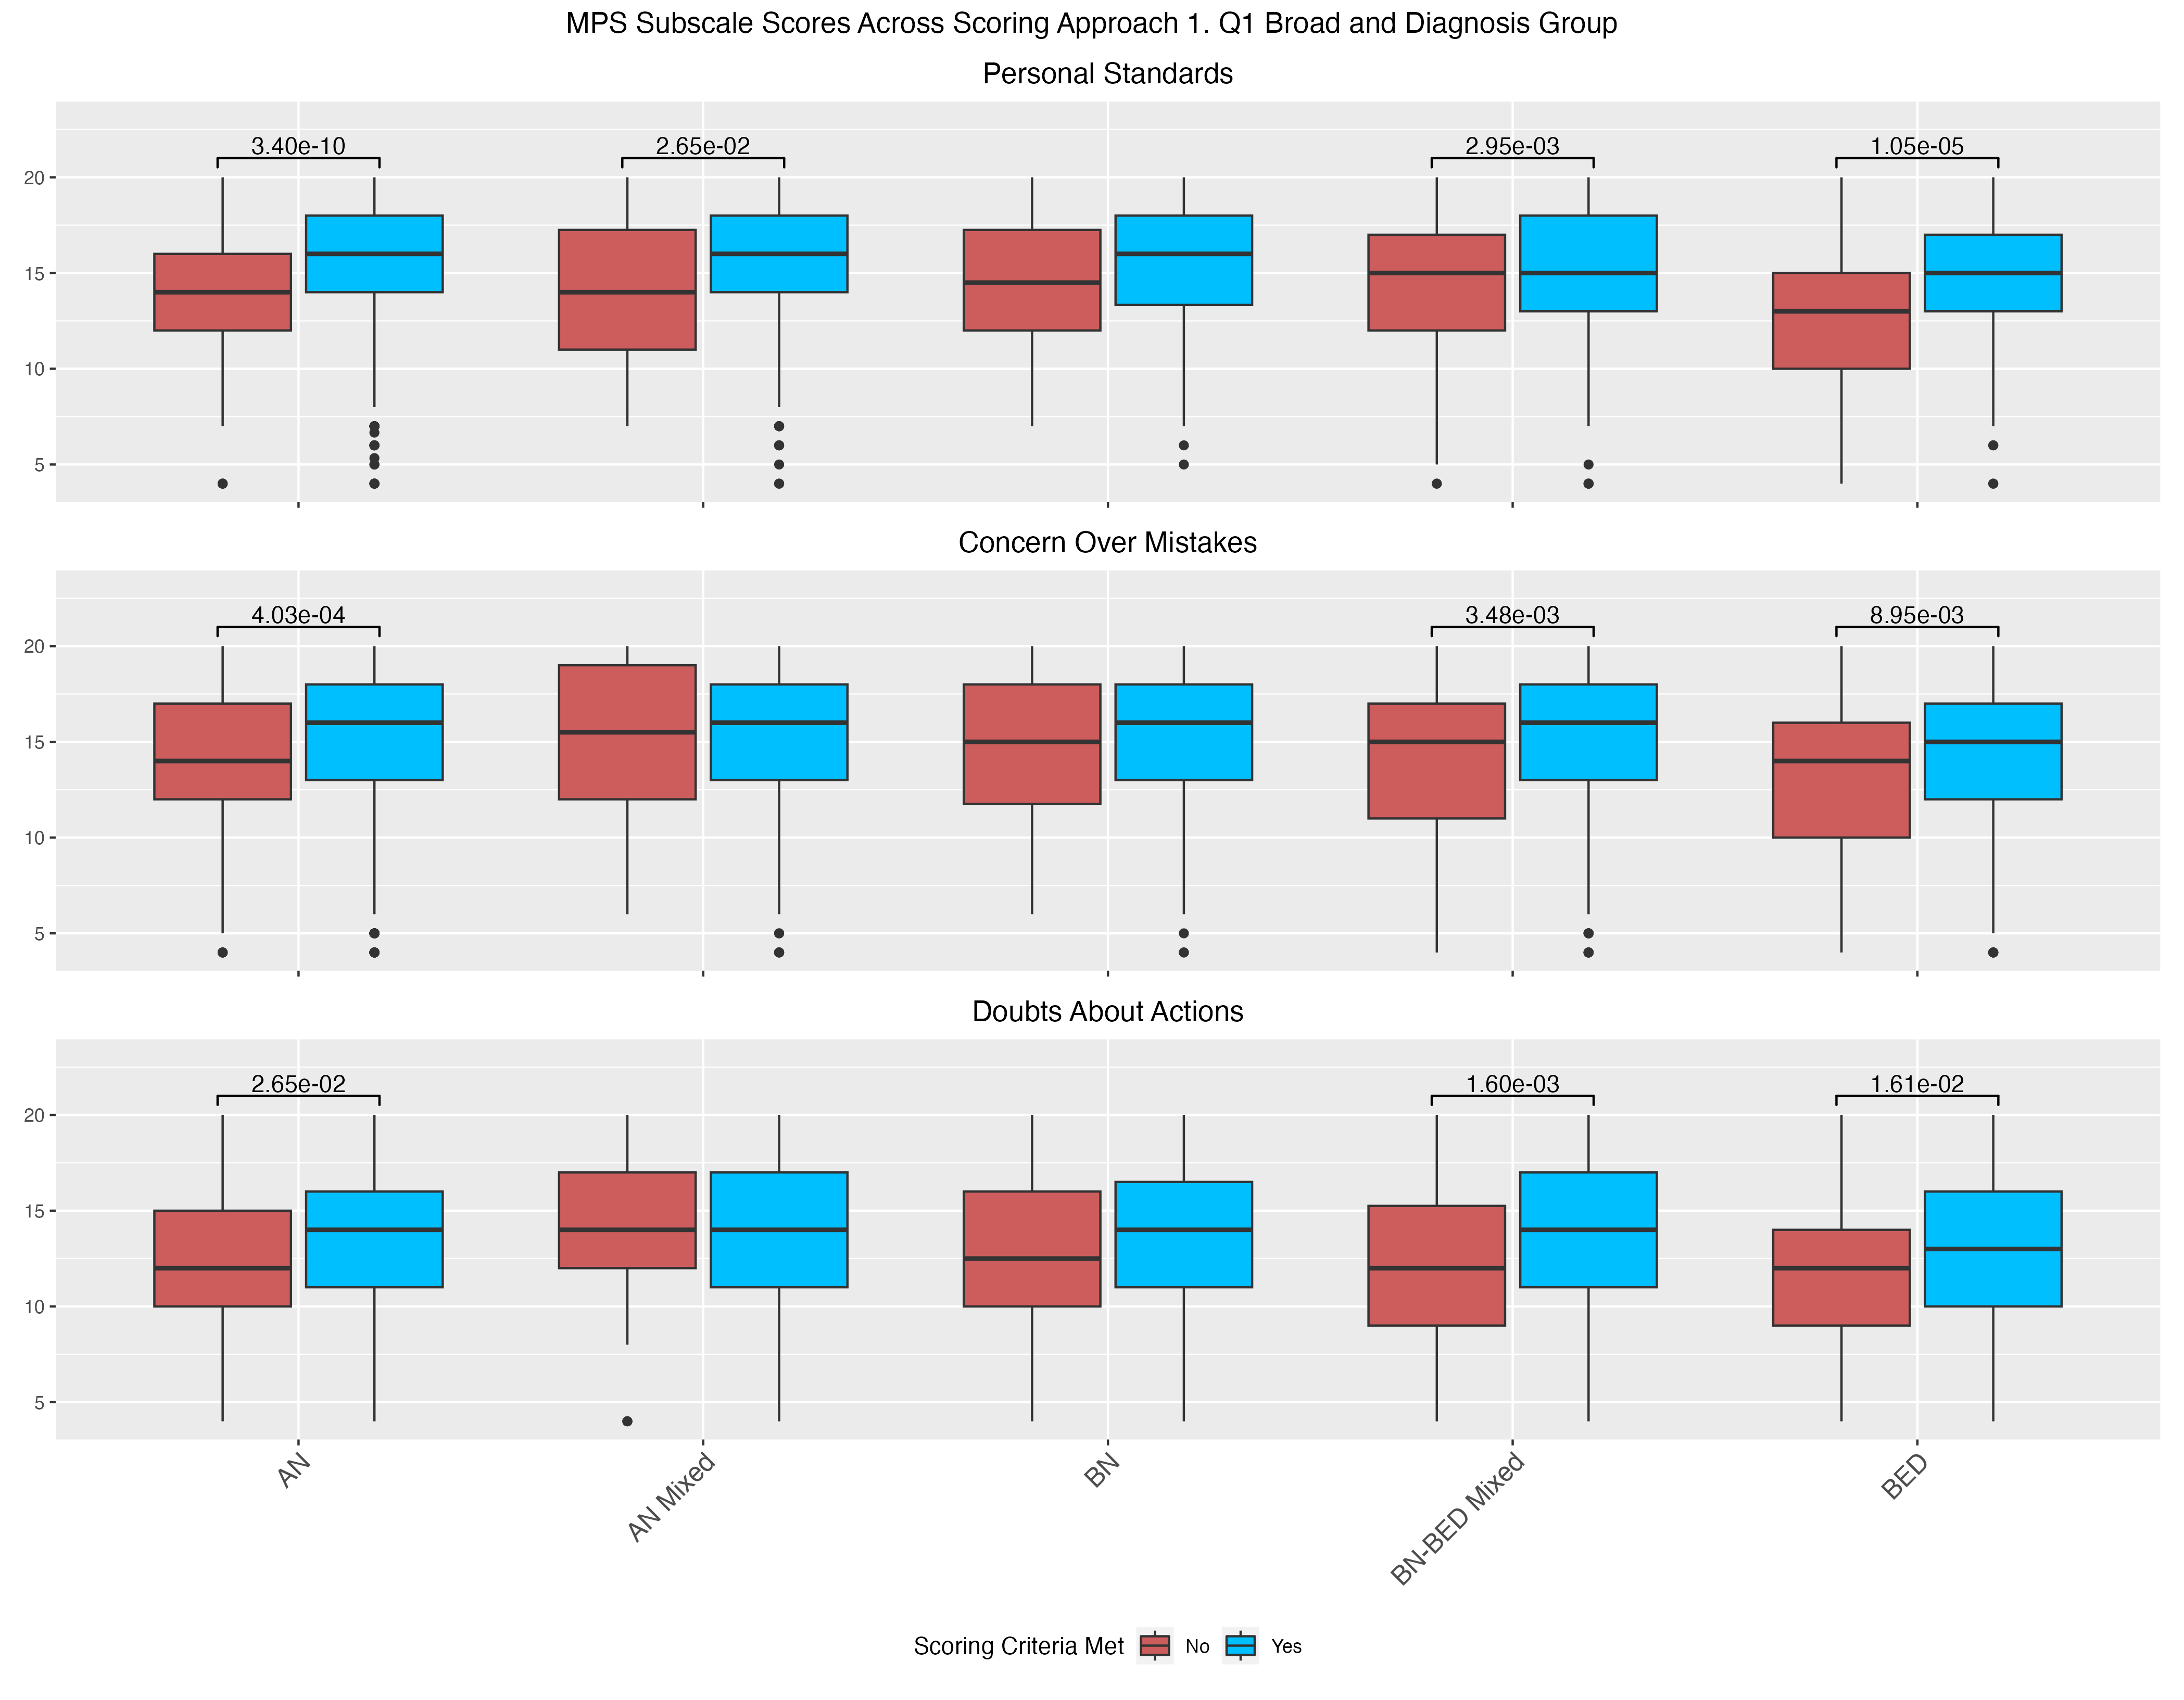 MPS Subscale Scores Across Scoring Approach 1. Q1 Broad and Diagnosis Group
Personal Standards
3.40e-10 2.65e-02 2.95e-03 1.05e-05
20
15
10
5
Concern Over Mistakes
4.03e-04 3.48e-03 8.95e-03
20
15
10
5
Doubts About Actions
2.65e-02 1.60e-03 1.61e-02
20
15
10
5
AN AN Mixed BN BN-BED Mixed BED
Scoring Criteria Met No Yes